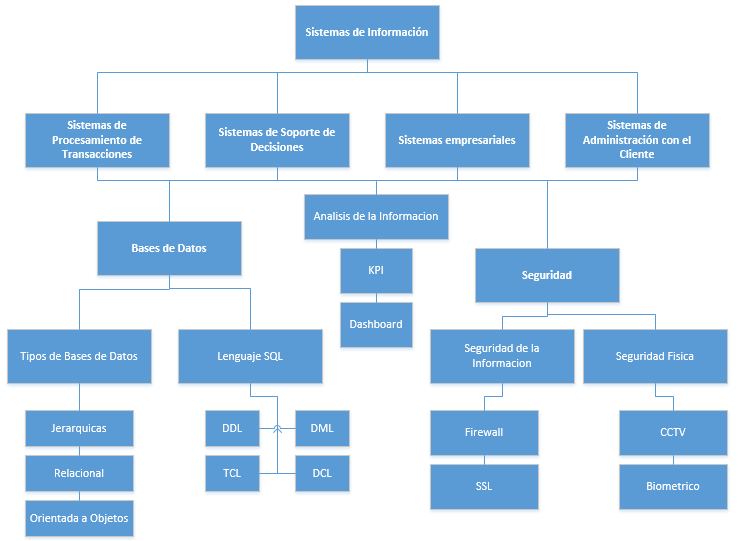 Sistemas de Información
Sistemas de
Procesamiento de
Transacciones
Sistemas de Soporte de
Decisiones
Sistemas empresariales
Sistemas de
Administración con el
Cliente
Bases de Datos
Analisis de la Informacion
KPI
Dashboard
Seguridad
Tipos de Bases de Datos
Jerarquicas
Relacional
Orientada a Objetos
Lenguaje SQL
DDL
DML
TCL
DCL
Seguridad de la
Informacion
Firewall
SSL
Seguridad Fisica
CCTV
Biometrico